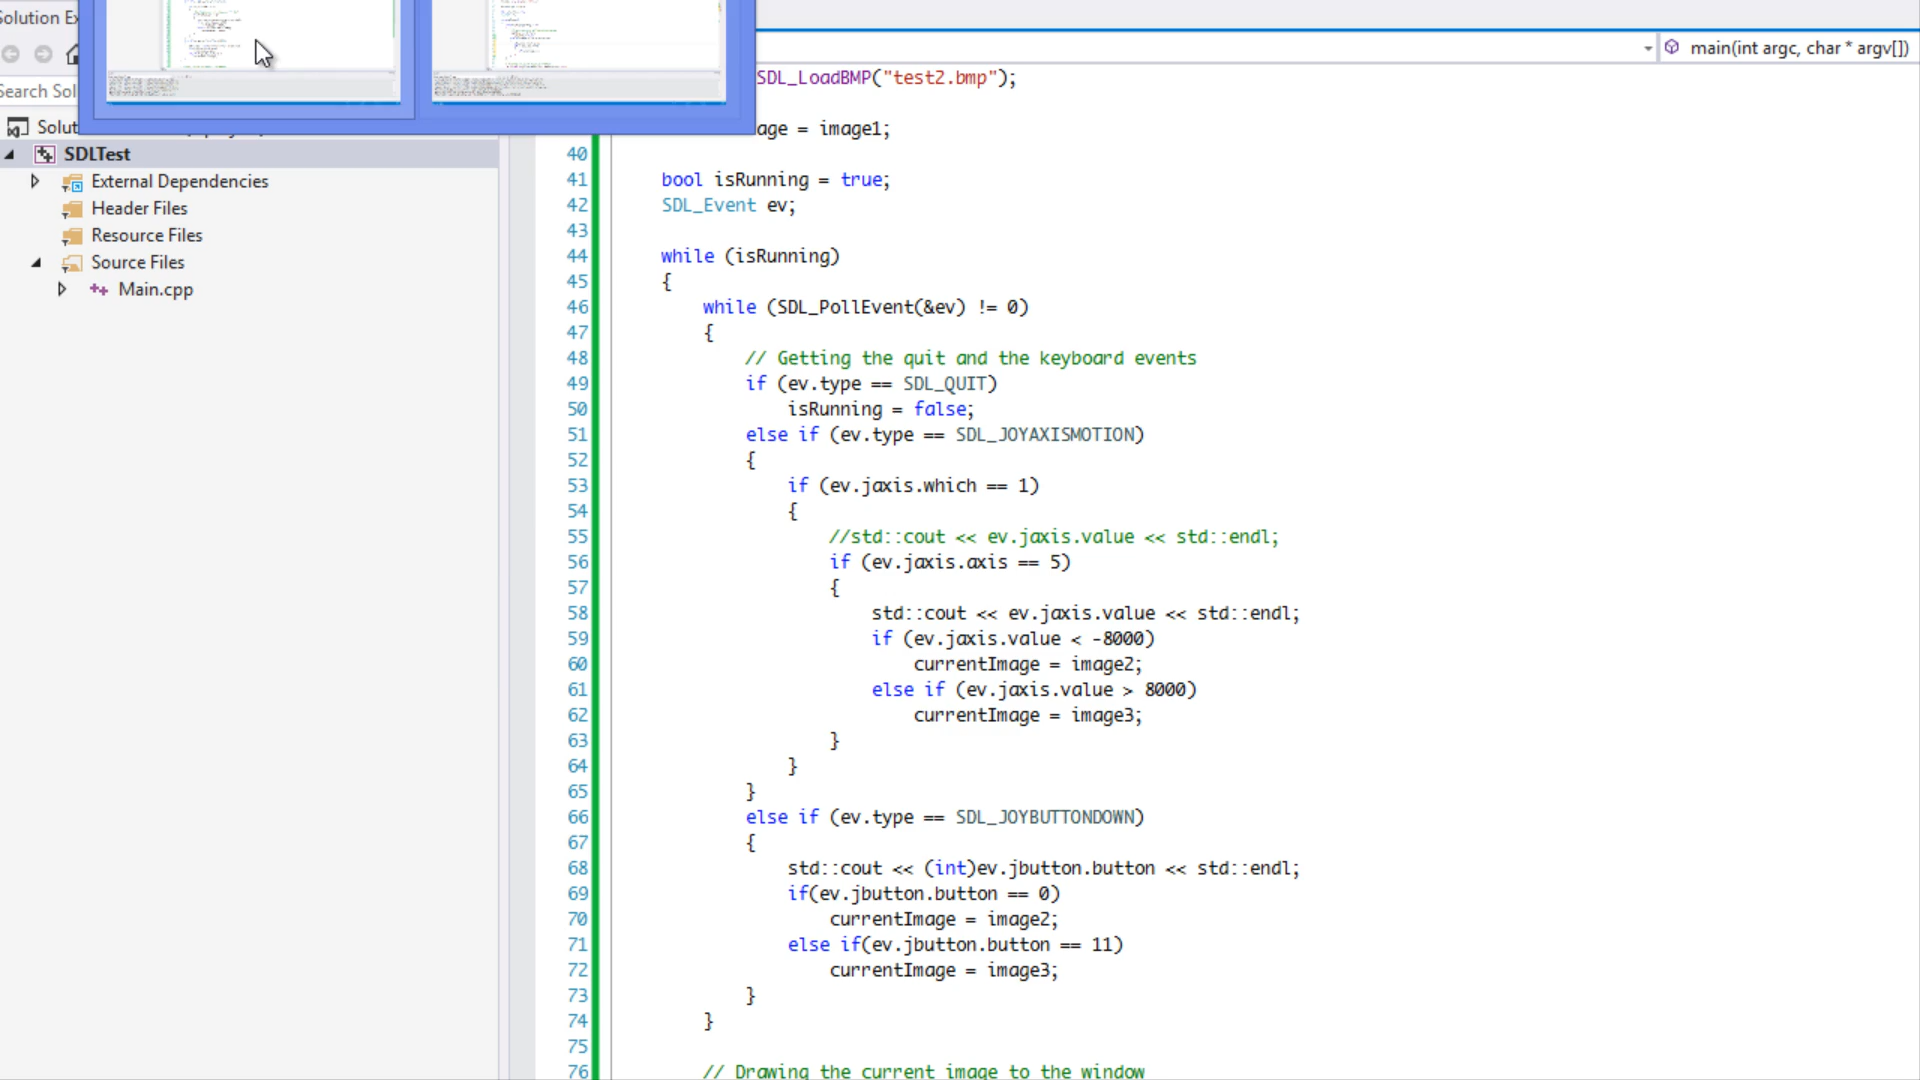 Solution Ex
main(int argc, char * argv[])
Search Sol
Solut
SDLTest
External Dependencies
Header Files
Resource Files
Source Files
Main.cpp
SDL_LoadBMP("test2.bmp");
age = image1;
40
41 bool isRunning = true;
42 SDL_Event ev;
43
44 while (isRunning)
45 {
46 while (SDL_PollEvent(&ev) != 0)
47 {
48 // Getting the quit and the keyboard events
49 if (ev.type == SDL_QUIT)
50 isRunning = false;
51 else if (ev.type == SDL_JOYAXISMOTION)
52 {
53 if (ev.jaxis.which == 1)
54 {
55 //std::cout << ev.jaxis.value << std::endl;
56 if (ev.jaxis.axis == 5)
57 {
58 std::cout << ev.jaxis.value << std::endl;
59 if (ev.jaxis.value < -8000)
60 currentImage = image2;
61 else if (ev.jaxis.value > 8000)
62 currentImage = image3;
63 }
64 }
65 }
66 else if (ev.type == SDL_JOYBUTTONDOWN)
67 {
68 std::cout << (int)ev.jbutton.button << std::endl;
69 if(ev.jbutton.button == 0)
70 currentImage = image2;
71 else if(ev.jbutton.button == 11)
72 currentImage = image3;
73 }
74 }
75
76 // Drawing the current image to the window